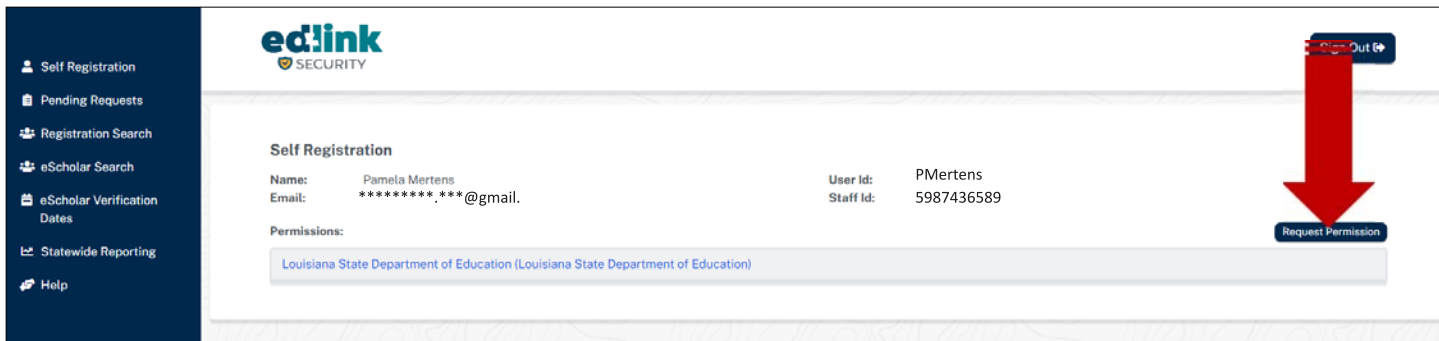 Self Registration
Pending Requests
Registration Search
eScholar Search
eScholar Verification
Dates
Statewide Reporting
Help
ed:link
SECURITY
Sign Out
Self Registration
Name: Pamela Mertens
Email: *********.***@gmail.
User Id: PMertens
Staff Id: 5987436589
Permissions:
Request Permission
Louisiana State Department of Education (Louisiana State Department of Education)